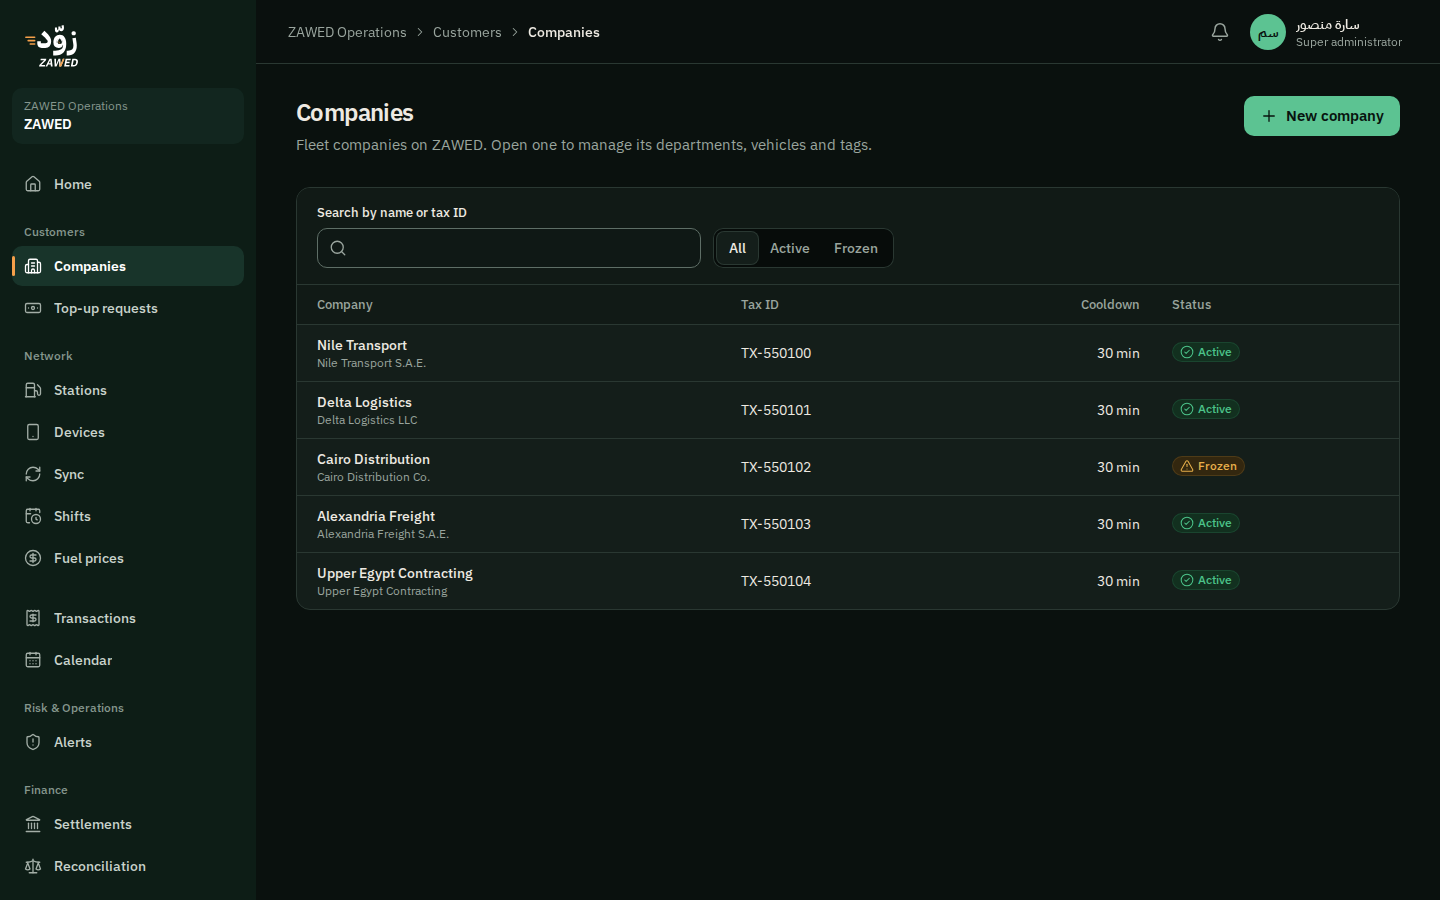 زوّد
ZAWED
ZAWED Operations
ZAWED
Home
Customers
Companies
Top-up requests
Network
Stations
Devices
Sync
Shifts
Fuel prices
Transactions
Calendar
Risk & Operations
Alerts
Finance
Settlements
Reconciliation
ZAWED Operations > Customers > Companies
سم
سارة منصور
Super administrator
Companies
Fleet companies on ZAWED. Open one to manage its departments, vehicles and tags.
New company
Search by name or tax ID
All Active Frozen
Company Tax ID Cooldown Status
Nile Transport
Nile Transport S.A.E.
TX-550100 30 min Active
Delta Logistics
Delta Logistics LLC
TX-550101 30 min Active
Cairo Distribution
Cairo Distribution Co.
TX-550102 30 min Frozen
Alexandria Freight
Alexandria Freight S.A.E.
TX-550103 30 min Active
Upper Egypt Contracting
Upper Egypt Contracting
TX-550104 30 min Active